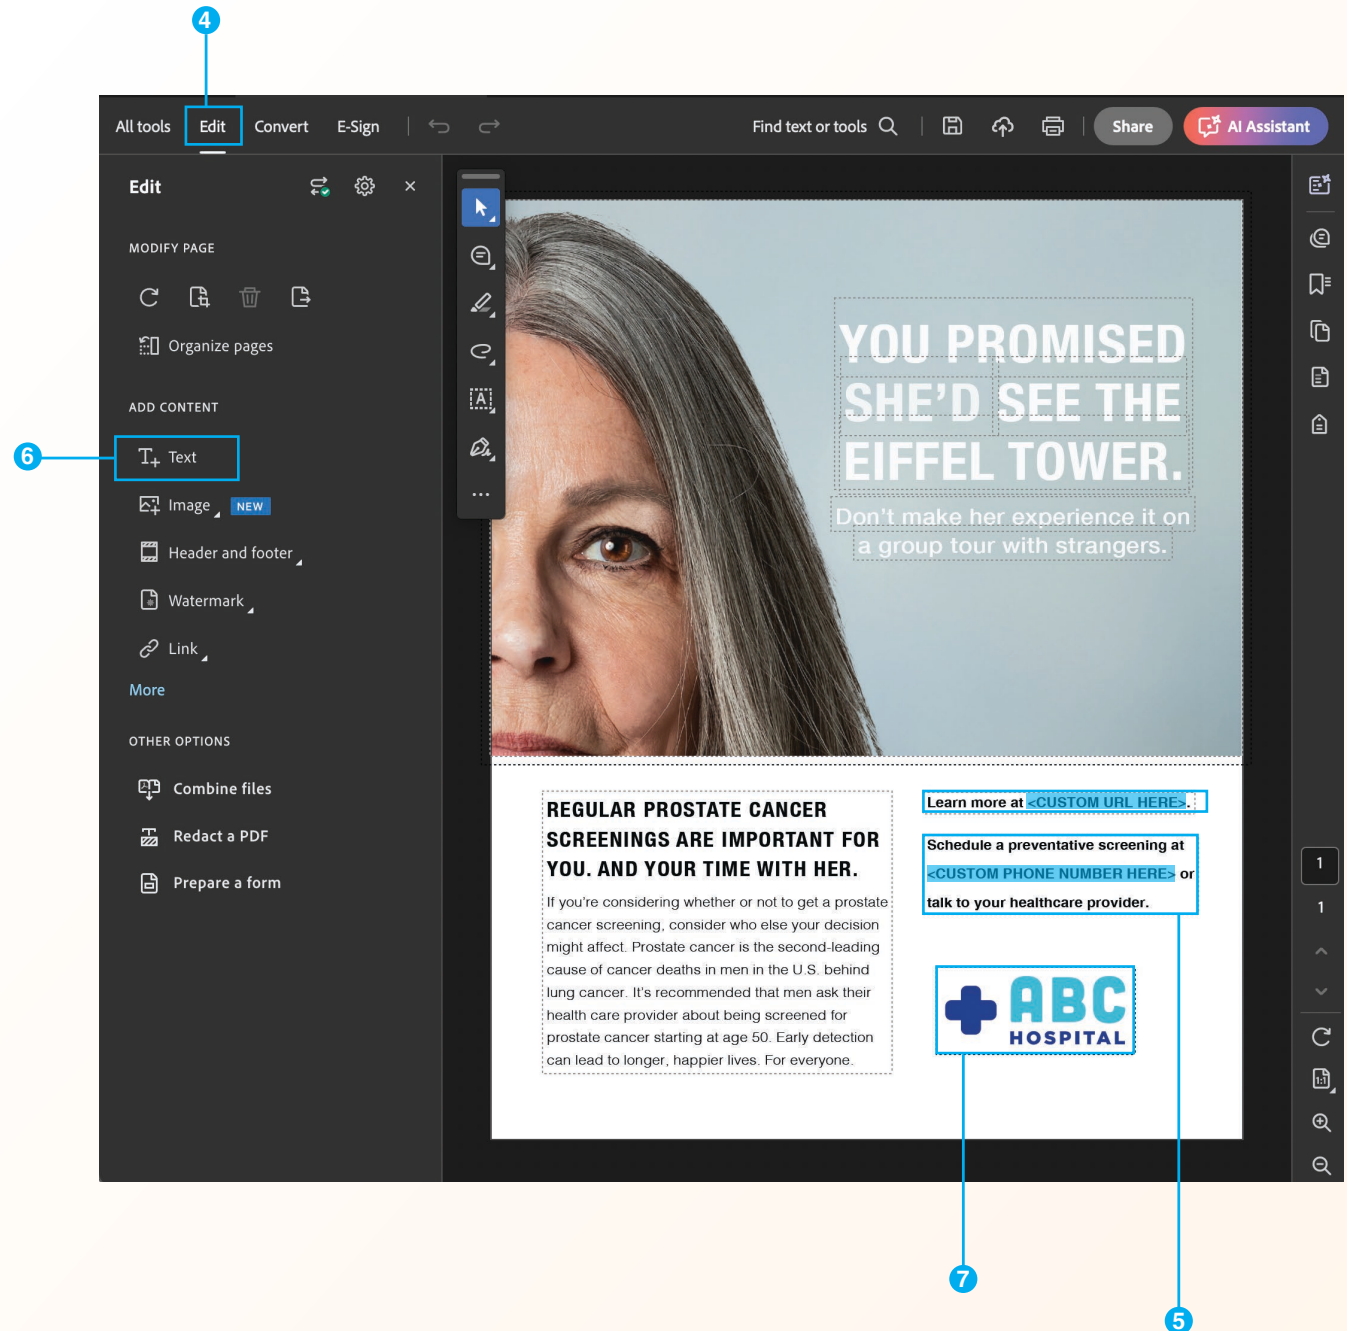 4
All tools Edit Convert E-Sign Find text or tools Share AI Assistant
Edit
MODIFY PAGE
Organize pages
ADD CONTENT
6
Text
Image NEW
Header and footer
Watermark
Link
More
OTHER OPTIONS
Combine files
Redact a PDF
Prepare a form
A
YOU PROMISED
SHE'D SEE THE
EIFFEL TOWER.
Don't make her experience it on
a group tour with strangers.
REGULAR PROSTATE CANCER
SCREENINGS ARE IMPORTANT FOR
YOU. AND YOUR TIME WITH HER.
If you're considering whether or not to get a prostate
cancer screening, consider who else your decision
might affect. Prostate cancer is the second-leading
cause of cancer deaths in men in the U.S. behind
lung cancer. It's recommended that men ask their
health care provider about being screened for
prostate cancer starting at age 50. Early detection
can lead to longer, happier lives. For everyone.
Learn more at <CUSTOM URL HERE>.
Schedule a preventative screening at
<CUSTOM PHONE NUMBER HERE> or
talk to your healthcare provider.
ABC
HOSPITAL
1
1
1:1
7
5